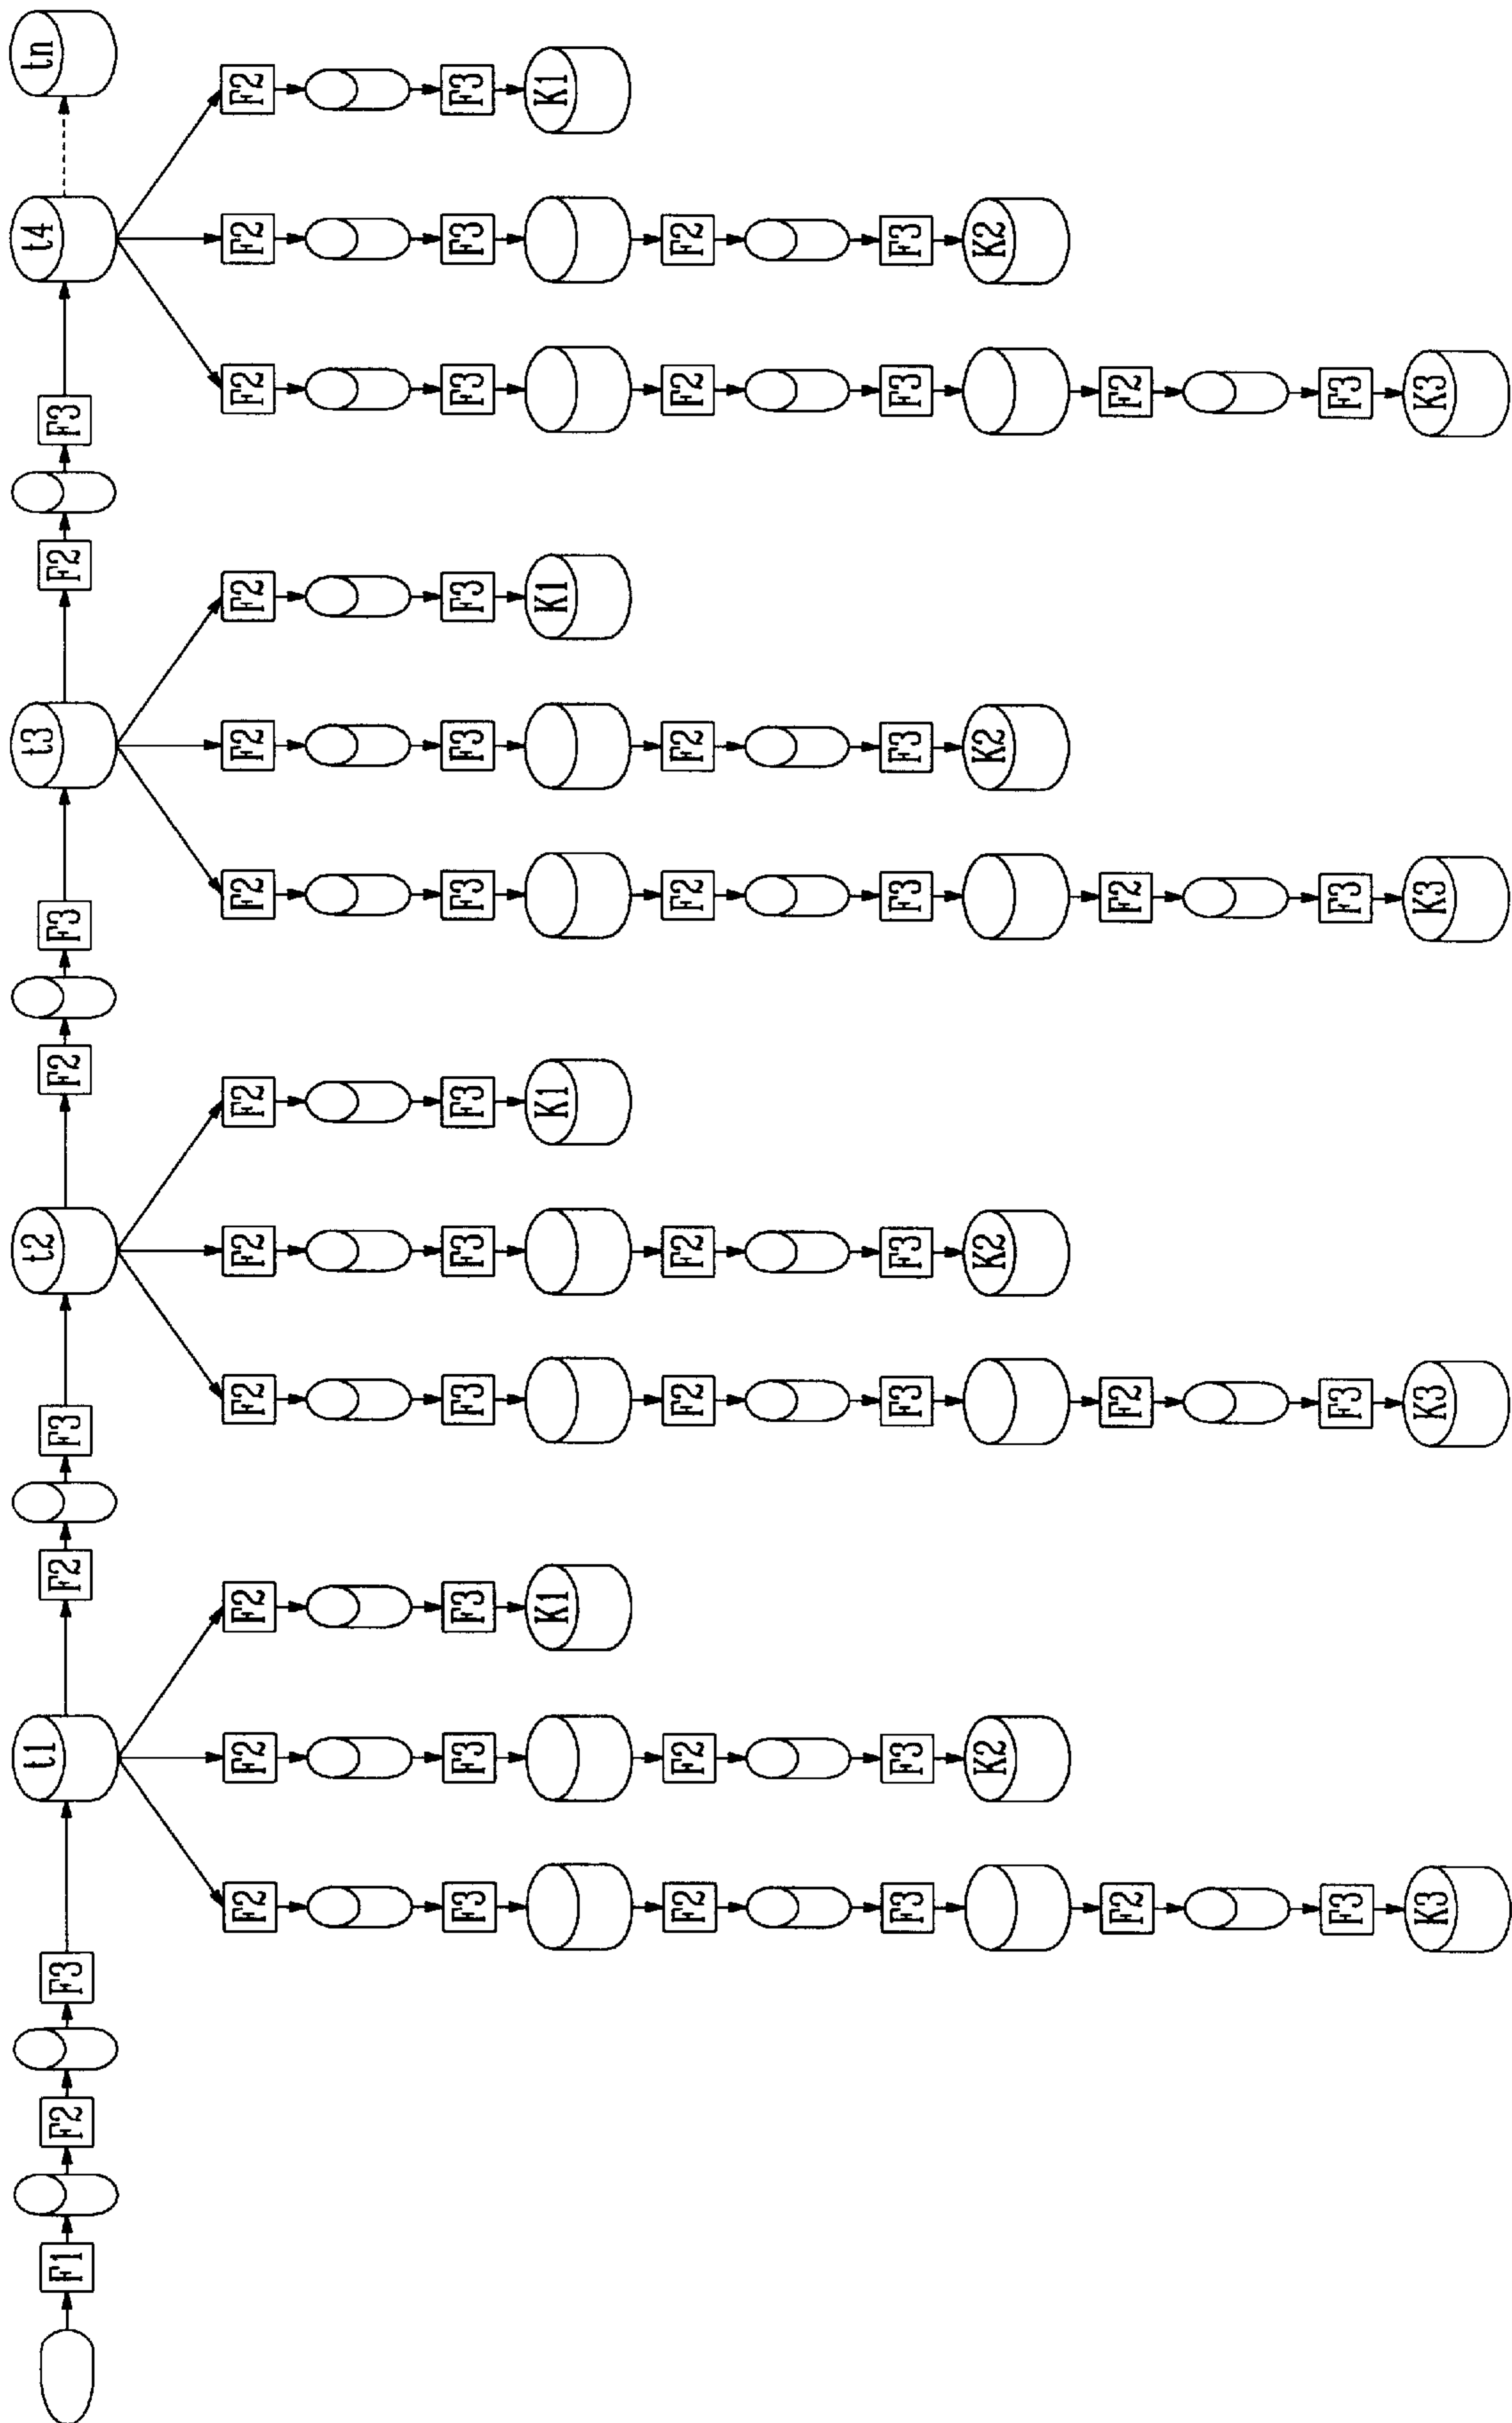 F1 F2 F3 t1 F2 F3 t2 F2 F3 t3 F2 F3 t4 tn
F2 F2 F2 F2 F2 F2 F2 F2 F2 F2 F2 F2
F3 F3 F3 F3 F3 F3 F3 F3 F3 F3 F3 F3
K1 K1 K1 K1
F2 F2 F2 F2 F2 F2 F2 F2
F3 F3 F3 F3 F3 F3 F3 F3
K2 K2 K2 K2
F2 F2 F2 F2
F3 F3 F3 F3
K3 K3 K3 K3